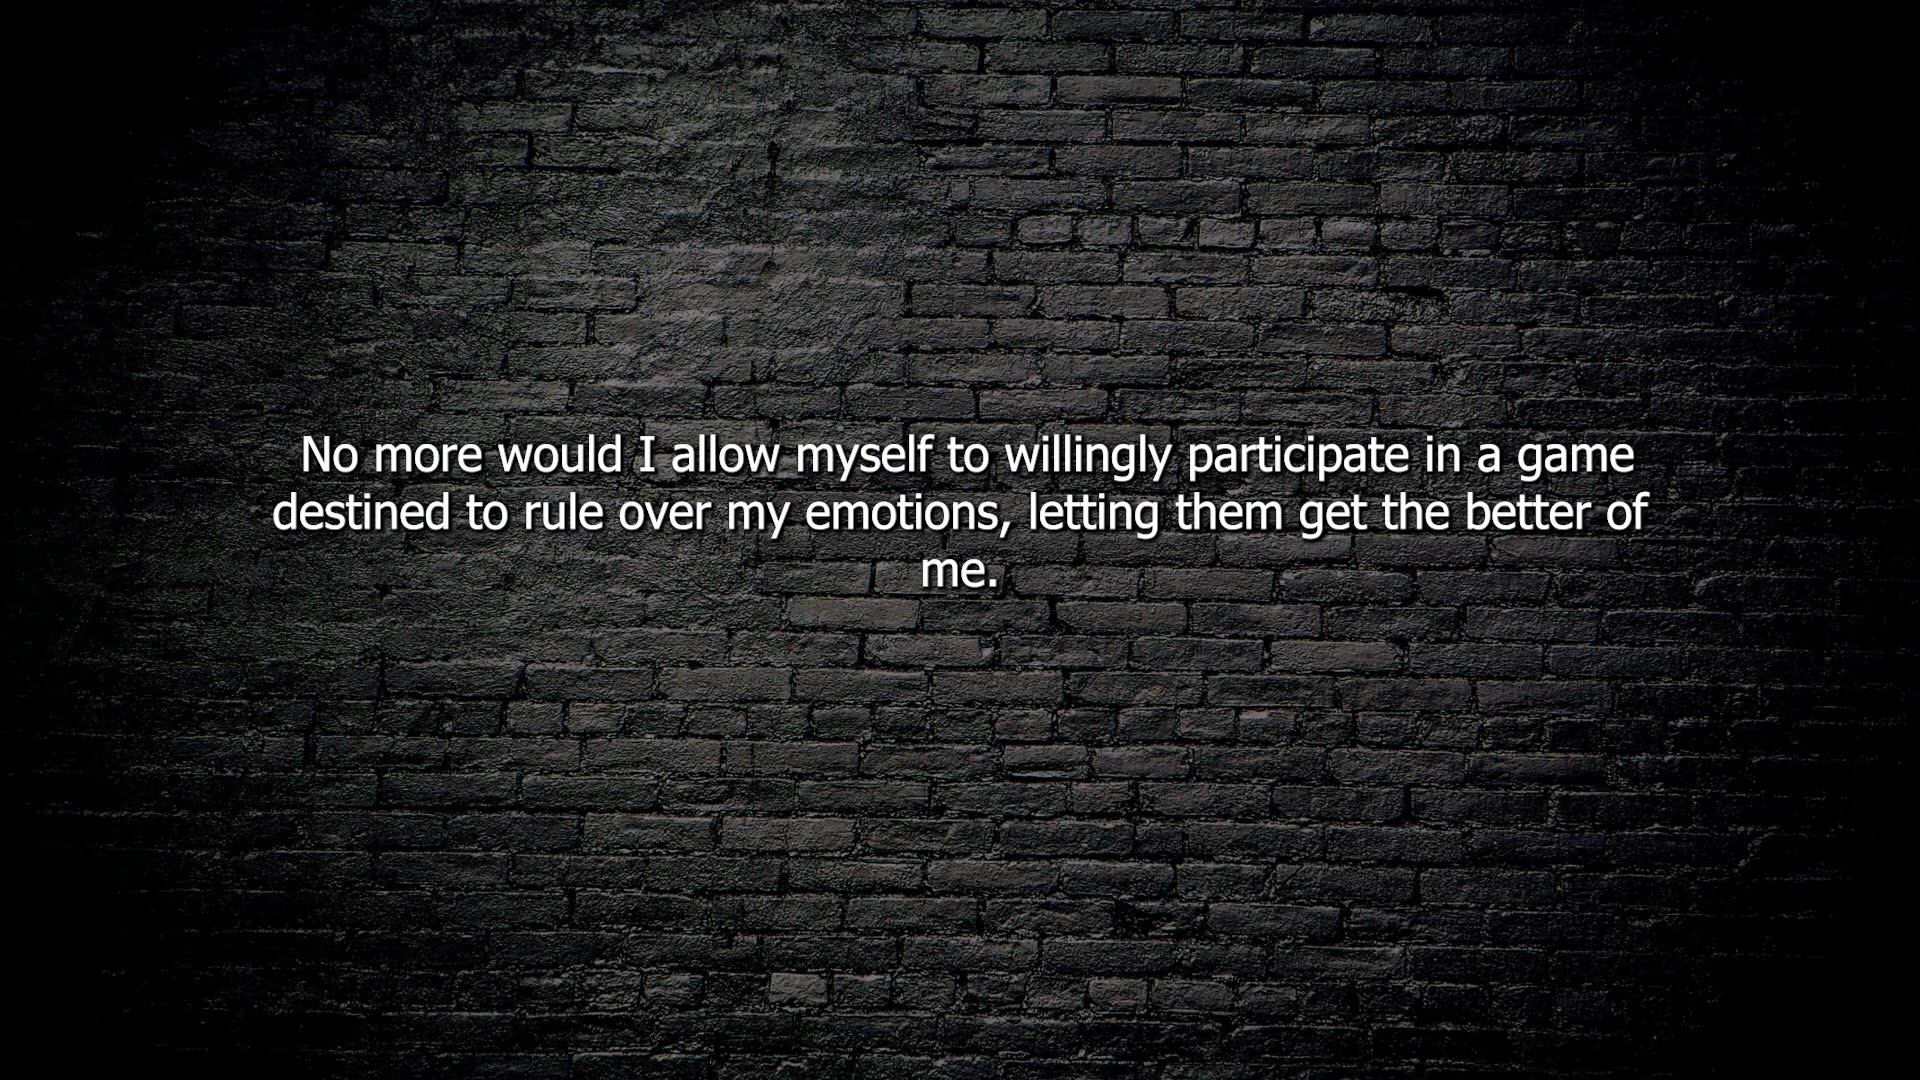 No more would I allow myself to willingly participate in a game
destined to rule over my emotions, letting them get the better of
me.